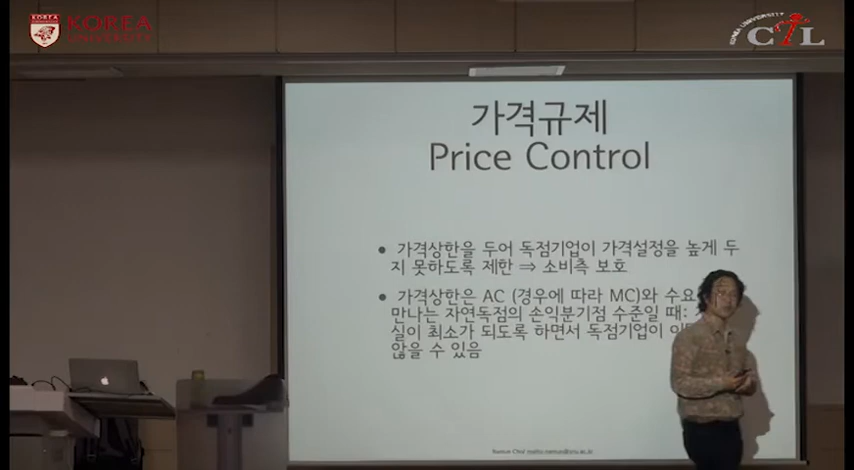 KOREA
UNIVERSITY
KOREA UNIVERSITY
CTL
가격규제
Price Control
• 가격상한을 두어 독점기업이 가격설정을 높게 두
지 못하도록 제한 ⇒ 소비측 보호
• 가격상한은 AC (경우에 따라 MC)와 수요
만나는 자연독점의 손익분기점 수준일 때:
실이 최소가 되도록 하면서 독점기업이
않을 수 있음